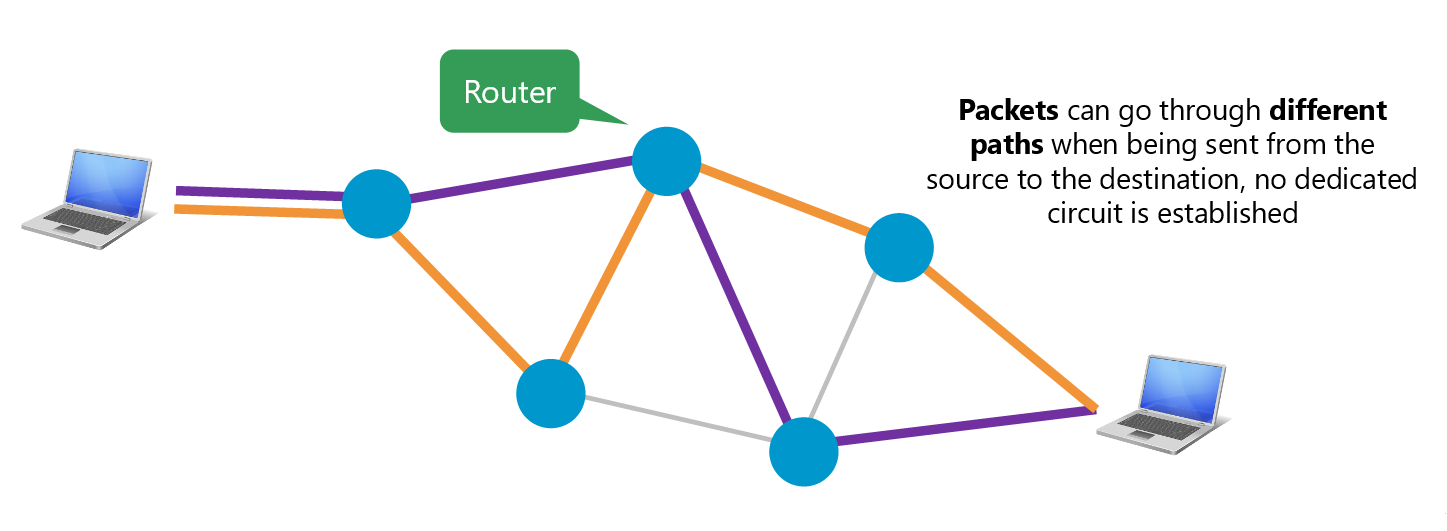 Router
Packets can go through different
paths when being sent from the
source to the destination, no dedicated
circuit is established